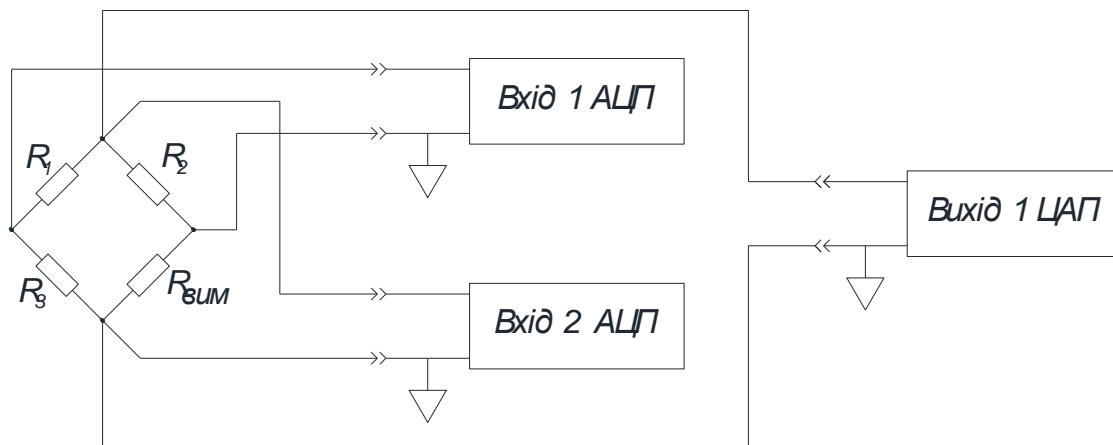 Вхід 1 АЦП
R1
R2
Вихід 1 ЦАП
R3
Rвим
Вхід 2 АЦП